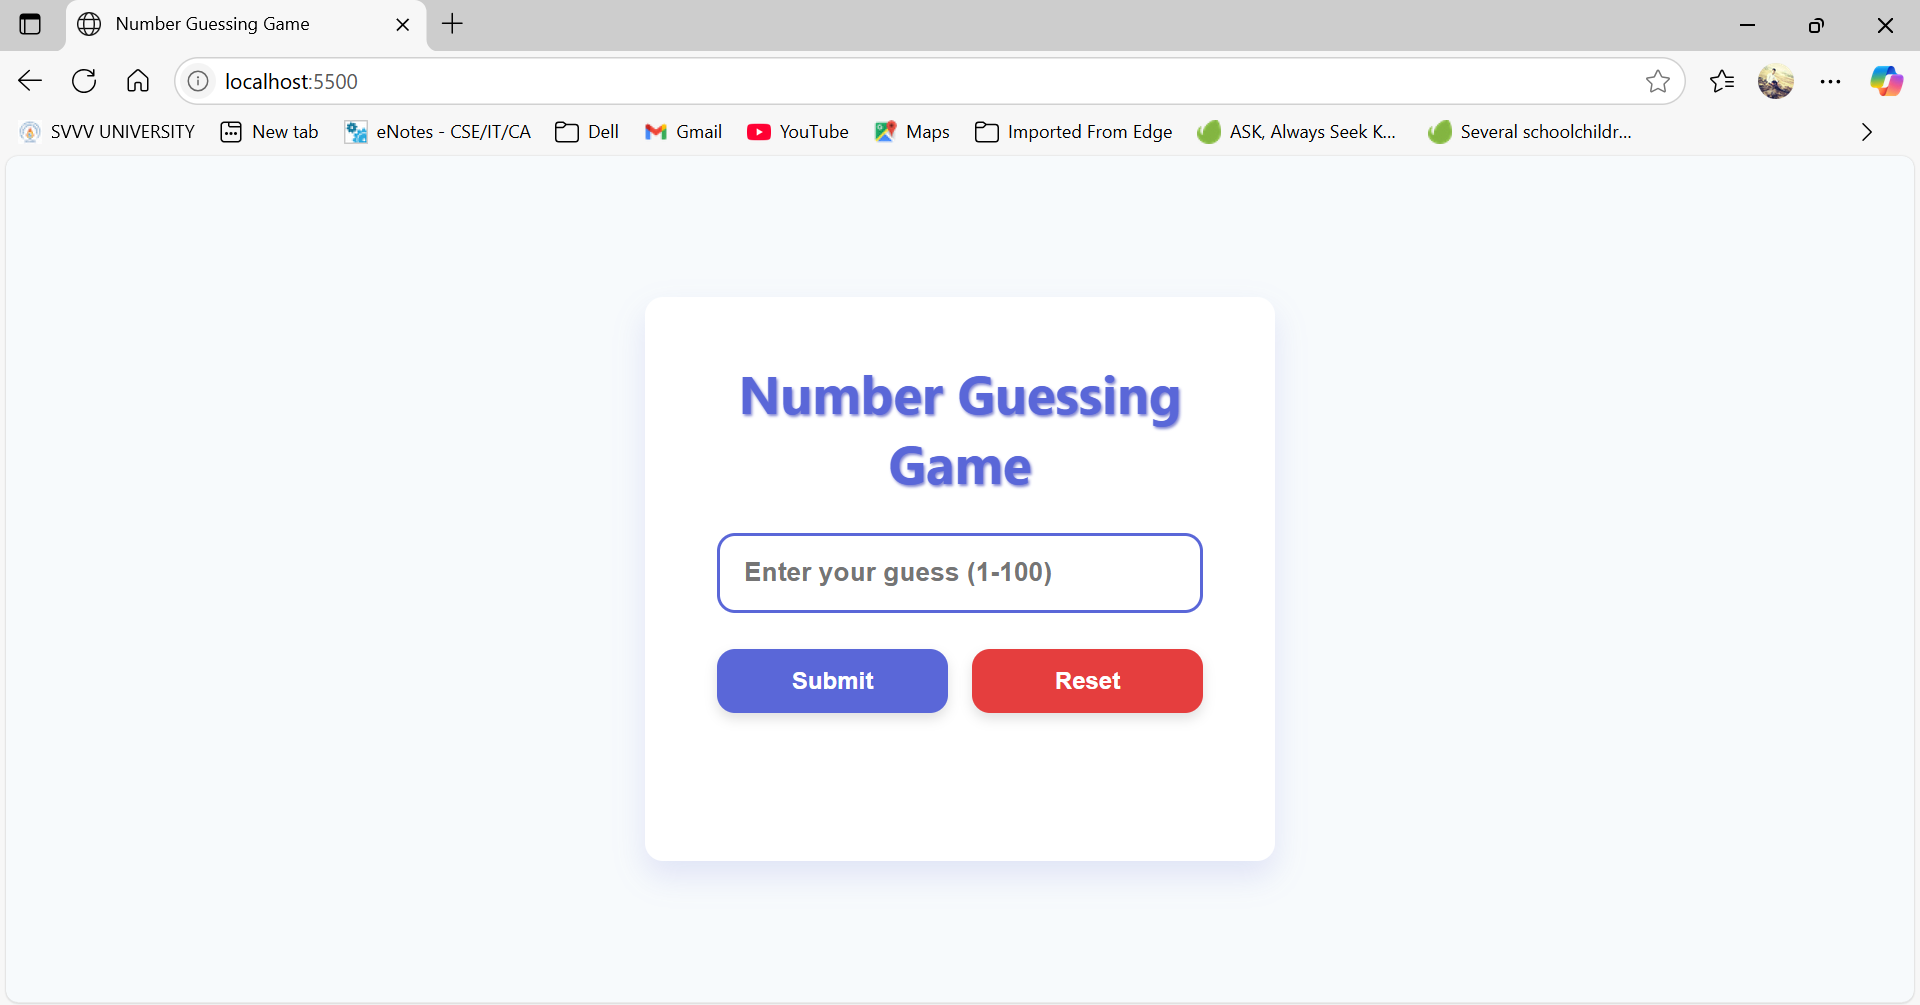 Number Guessing Game
localhost:5500
SVVV UNIVERSITY New tab eNotes - CSE/IT/CA Dell Gmail YouTube Maps Imported From Edge ASK, Always Seek K... Several schoolchildr...
Number Guessing
Game
Enter your guess (1-100)
Submit Reset